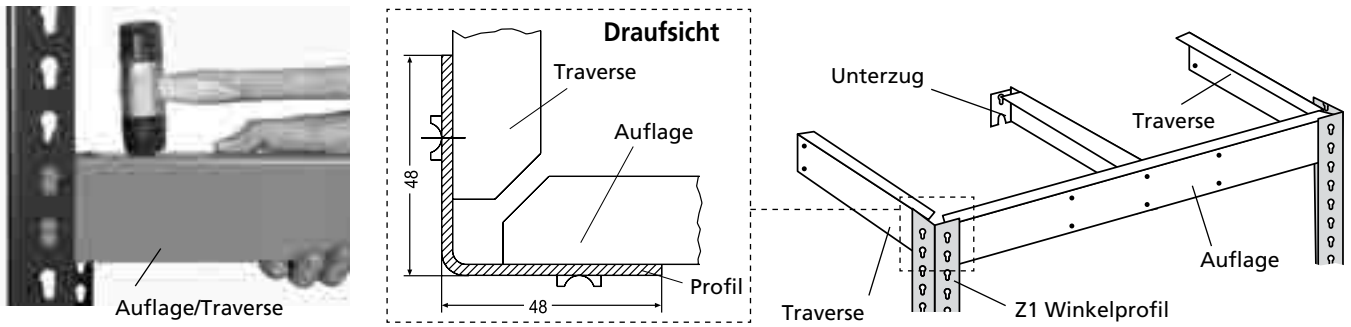 Auflage/Traverse
Draufsicht
Traverse
Auflage
48
48
Profil
Unterzug
Traverse
Auflage
Traverse
Z1 Winkelprofil